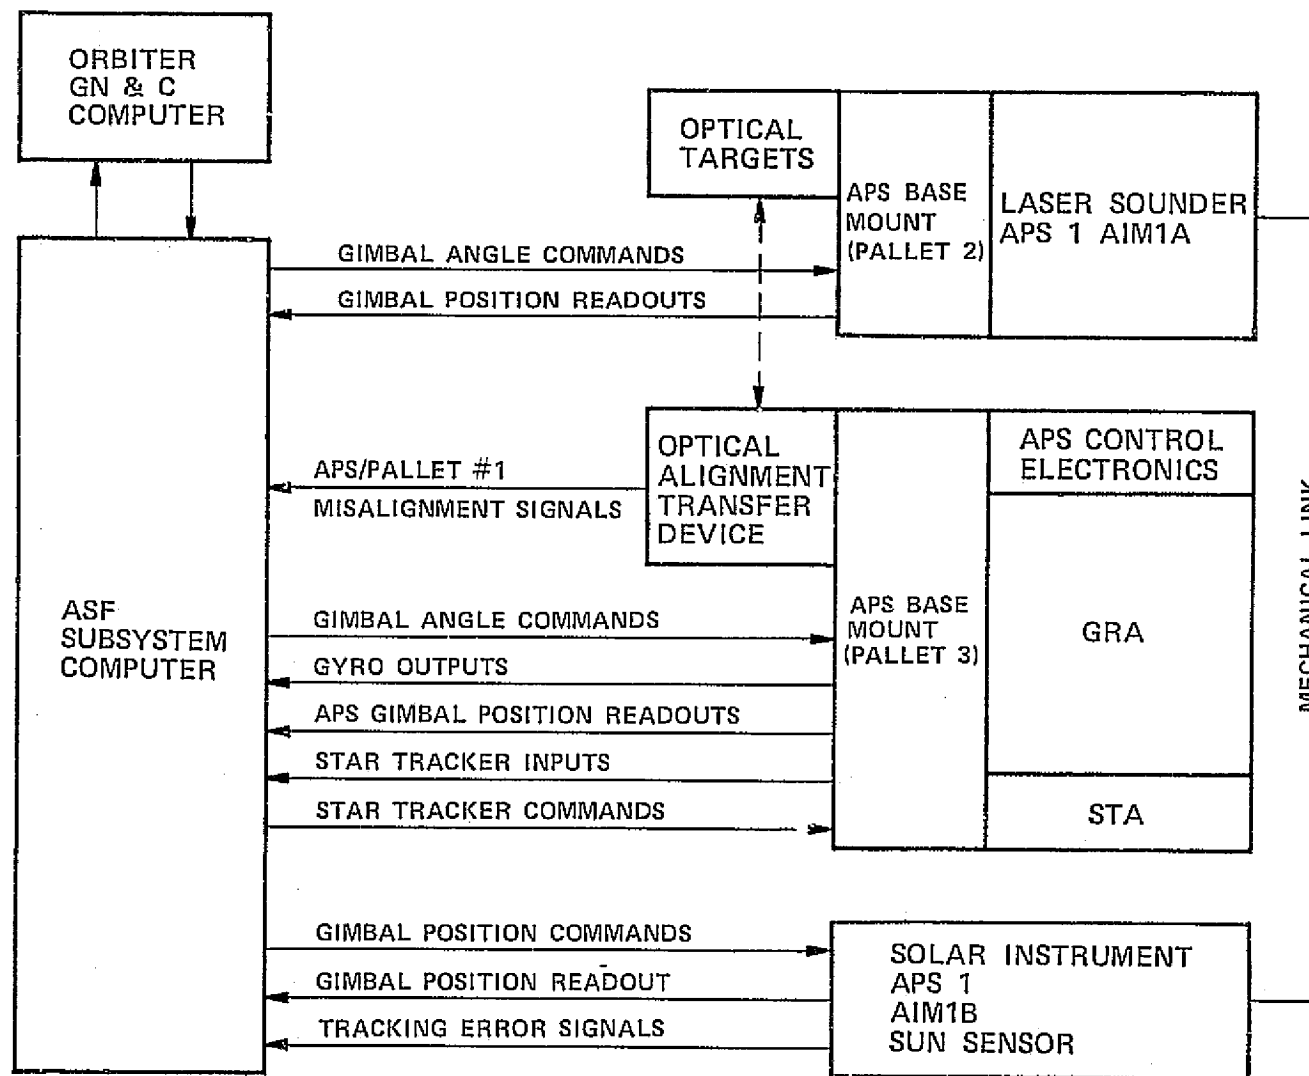 ORBITER
GN & C
COMPUTER
OPTICAL
TARGETS
APS BASE
MOUNT
(PALLET 2)
LASER SOUNDER
APS 1 AIM1A
GIMBAL ANGLE COMMANDS
GIMBAL POSITION READOUTS
OPTICAL
ALIGNMENT
TRANSFER
DEVICE
APS CONTROL
ELECTRONICS
APS/PALLET #1
MISALIGNMENT SIGNALS
MECHANICAL LINK
ASF
SUBSYSTEM
COMPUTER
GIMBAL ANGLE COMMANDS
GYRO OUTPUTS
APS GIMBAL POSITION READOUTS
STAR TRACKER INPUTS
STAR TRACKER COMMANDS
APS BASE
MOUNT
(PALLET 3)
GRA
STA
GIMBAL POSITION COMMANDS
GIMBAL POSITION READOUT
TRACKING ERROR SIGNALS
SOLAR INSTRUMENT
APS 1
AIM1B
SUN SENSOR